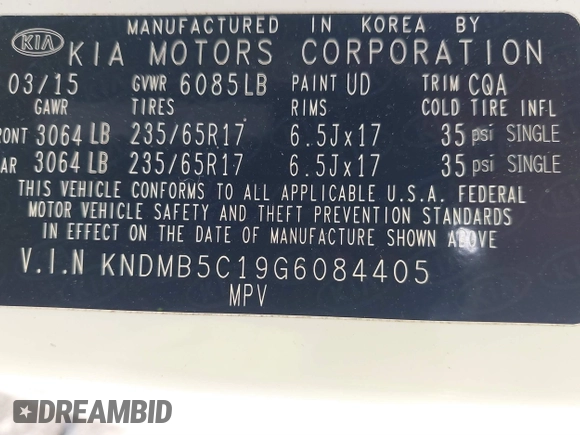 MANUFACTURED IN KOREA BY
KIA KIA MOTORS CORPORATION
03/15 GVWR 6085LB PAINT UD TRIM CQA
GAWR TIRES RIMS COLD TIRE INFL
RONT 3064 LB 235/65R17 6.5Jx17 35 psi SINGLE
AR 3064 LB 235/65R17 6.5Jx17 35 psi SINGLE
THIS VEHICLE CONFORMS TO ALL APPLICABLE U.S.A. FEDERAL
MOTOR VEHICLE SAFETY AND THEFT PREVENTION STANDARDS
IN EFFECT ON THE DATE OF MANUFACTURE SHOWN ABOVE
V.I.N KNDMB5C19G6084405
MPV
DREAMBID